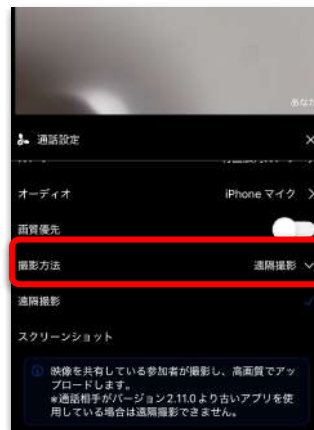 あなた
通話設定
オーディオ iPhone マイク
画質優先
撮影方法 遠隔撮影
遠隔撮影
スクリーンショット
映像を共有している参加者が撮影し、高画質でアップロードします。
※通話相手がバージョン2.11.0 より古いアプリを使用している場合は遠隔撮影できません。